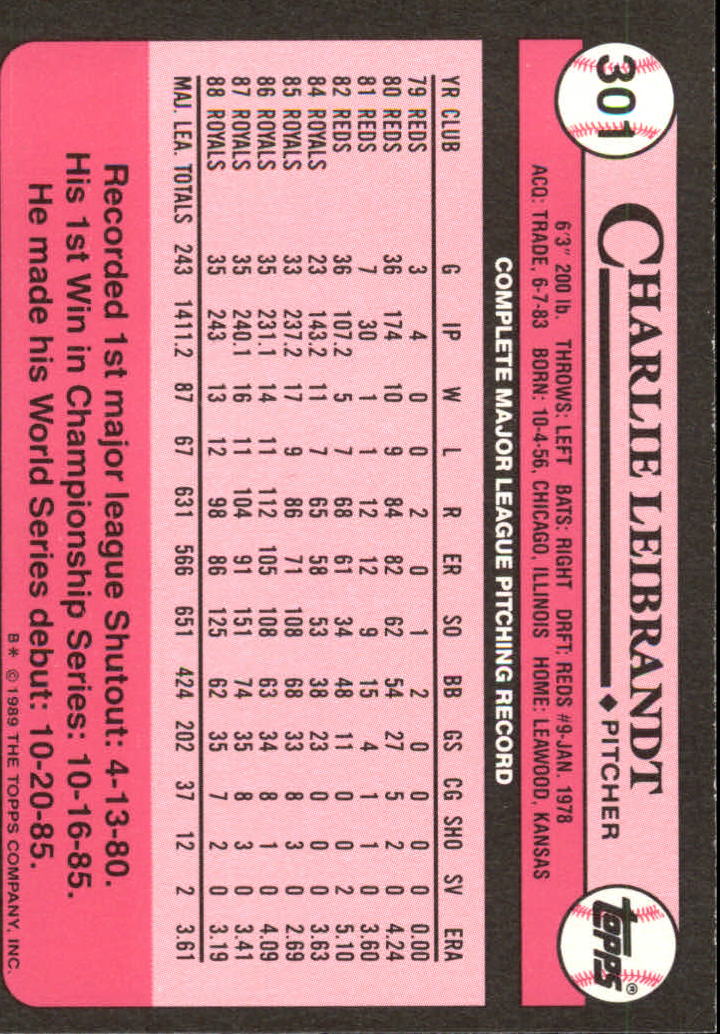 301
CHARLIE LEIBRANDT
◆ PITCHER
topps®
6'3" 200 lb. THROWS: LEFT BATS: RIGHT DRFT: REDS #9-JAN. 1978
ACQ: TRADE, 6-7-83 BORN: 10-4-56, CHICAGO, ILLINOIS HOME: LEAWOOD, KANSAS
COMPLETE MAJOR LEAGUE PITCHING RECORD
YR CLUB G IP W L R ER SO BB GS CG SHO SV ERA
79 REDS 3 4 0 0 2 0 1 2 0 0 0 0 0.00
80 REDS 36 174 10 9 84 82 62 54 27 5 2 0 4.24
81 REDS 7 30 1 1 12 12 9 15 4 1 1 0 3.60
82 REDS 36 107.2 5 7 68 61 34 48 11 0 0 2 5.10
84 ROYALS 23 143.2 11 7 65 58 53 38 23 0 0 0 3.63
85 ROYALS 33 237.2 17 9 86 71 108 68 33 8 3 0 2.69
86 ROYALS 35 231.1 14 11 112 105 108 63 34 8 1 0 4.09
87 ROYALS 35 240.1 16 11 104 91 151 74 35 8 3 0 3.41
88 ROYALS 35 243 13 12 98 86 125 62 35 7 2 0 3.19
MAJ. LEA. TOTALS 243 1411.2 87 67 631 566 651 424 202 37 12 2 3.61
Recorded 1st major league Shutout: 4-13-80.
His 1st Win in Championship Series: 10-16-85.
He made his World Series debut: 10-20-85.
B* © 1989 THE TOPPS COMPANY, INC.